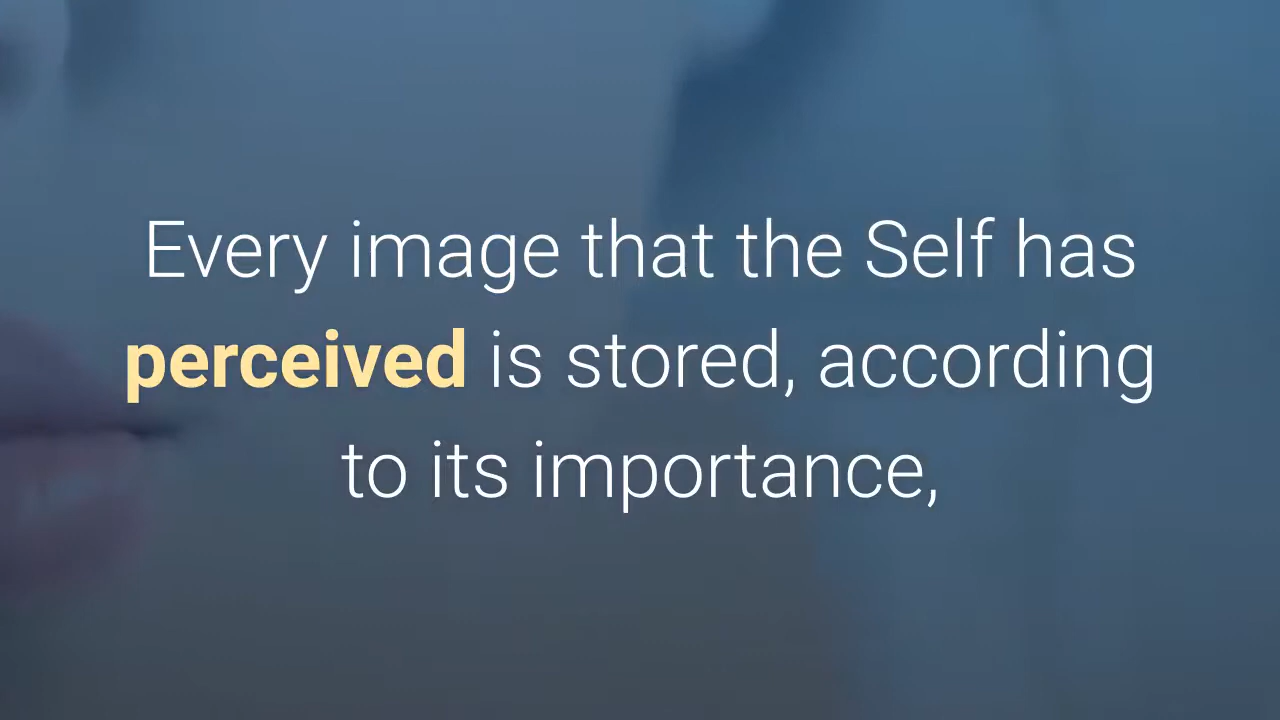 Every image that the Self has
perceived is stored, according
to its importance,